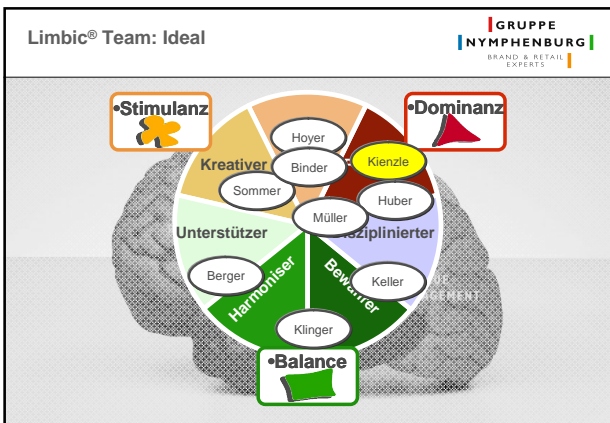 Limbic® Team: Ideal
GRUPPE
NYMPHENBURG
BRAND & RETAIL
EXPERTS
•Stimulanz
•Dominanz
Hoyer
Kreativer
Binder
Kienzle
Sommer
Huber
Müller
Unterstützer
Disziplinierter
Berger
Harmoniser
Bewahrer
Keller
Klinger
•Balance